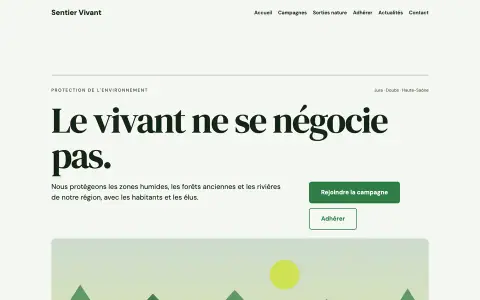 Sentier Vivant
Accueil Campagnes Sorties nature Adhérer Actualités Contact
PROTECTION DE L'ENVIRONNEMENT
Jura · Doubs · Haute-Saône
Le vivant ne se négocie
pas.
Nous protégeons les zones humides, les forêts anciennes et les rivières
de notre région, avec les habitants et les élus.
Rejoindre la campagne
Adhérer